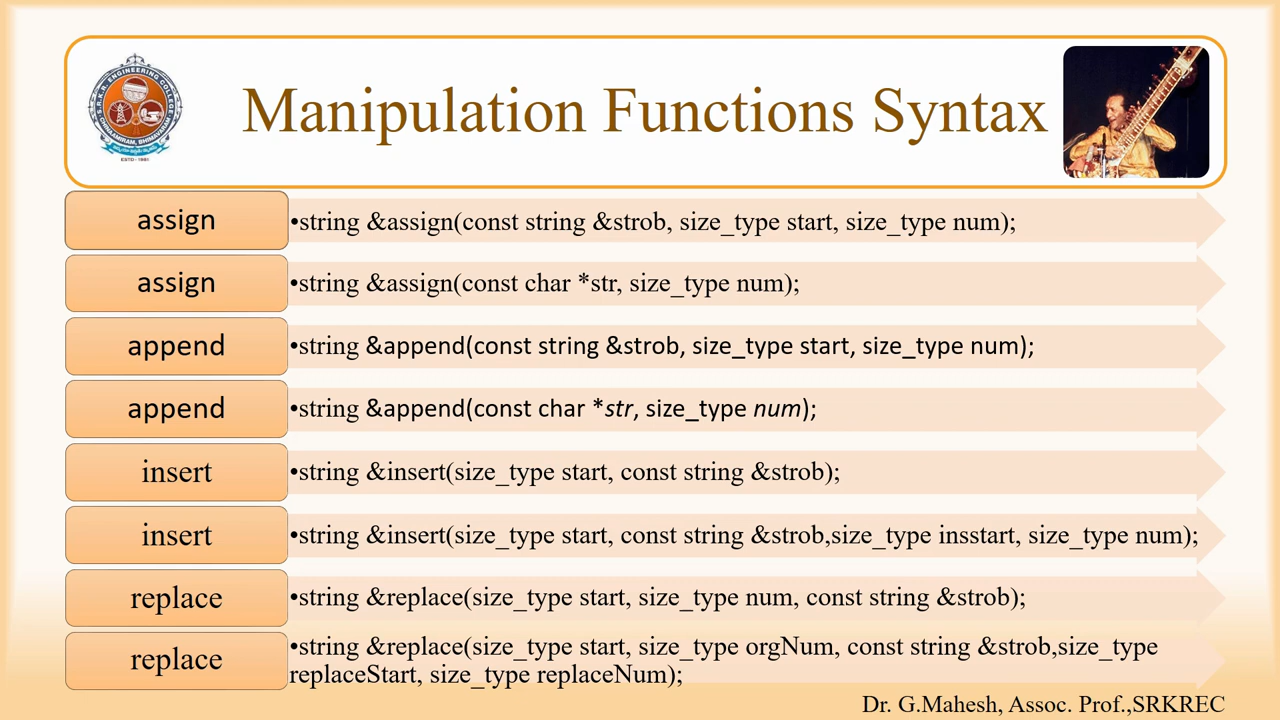 Manipulation Functions Syntax
assign
•string &assign(const string &strob, size_type start, size_type num);
assign
•string &assign(const char *str, size_type num);
append
•string &append(const string &strob, size_type start, size_type num);
append
•string &append(const char *str, size_type num);
insert
•string &insert(size_type start, const string &strob);
insert
•string &insert(size_type start, const string &strob,size_type insstart, size_type num);
replace
•string &replace(size_type start, size_type num, const string &strob);
replace
•string &replace(size_type start, size_type orgNum, const string &strob,size_type
replaceStart, size_type replaceNum);
Dr. G.Mahesh, Assoc. Prof.,SRKREC